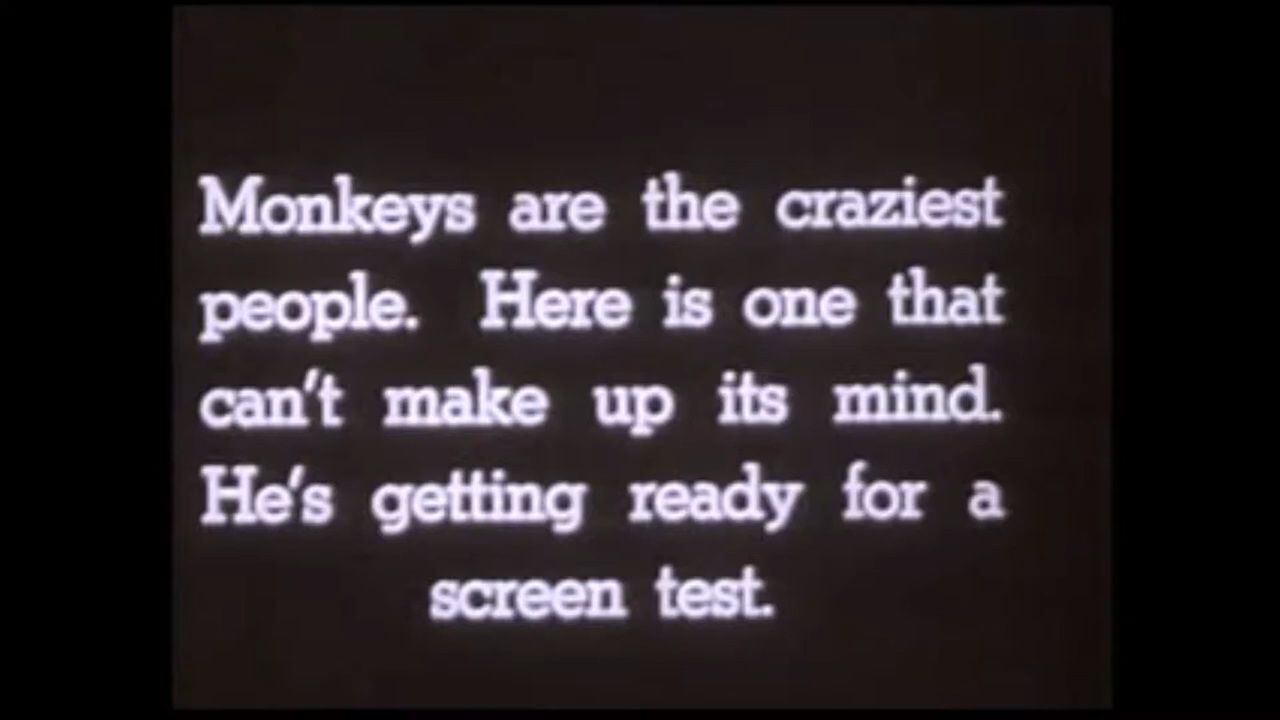 Monkeys are the craziest
people. Here is one that
can't make up its mind.
He's getting ready for a
screen test.